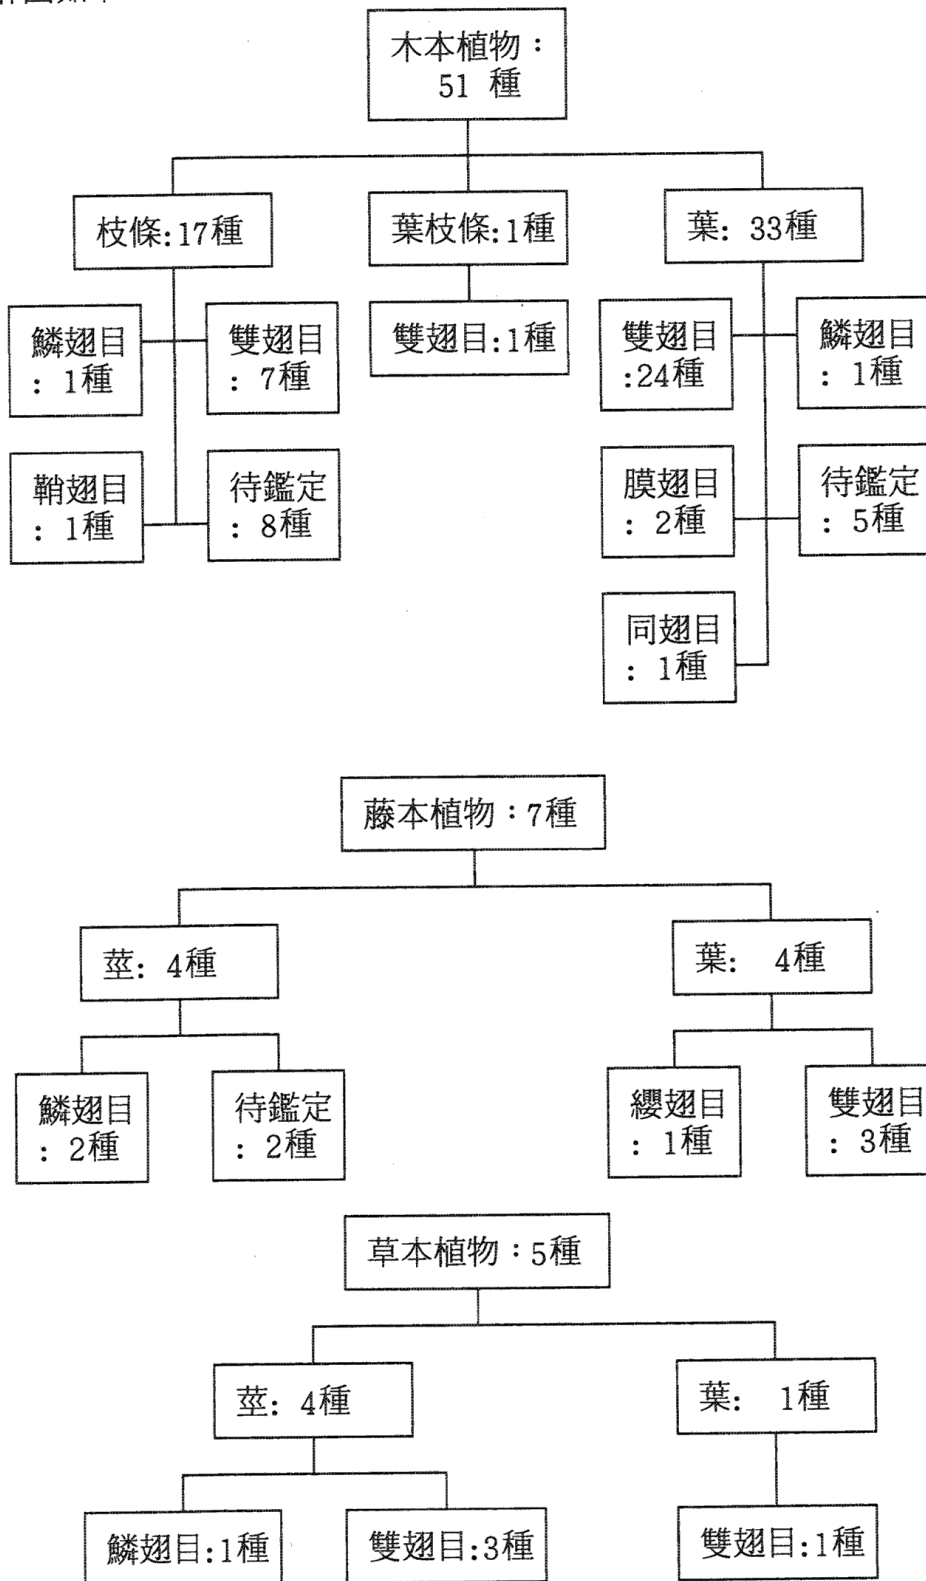 木本植物：
51 種
枝條:17種
葉枝條:1種
葉: 33種
鱗翅目
: 1種
雙翅目
: 7種
雙翅目:1種
雙翅目
:24種
鱗翅目
: 1種
鞘翅目
: 1種
待鑑定
: 8種
膜翅目
: 2種
待鑑定
: 5種
同翅目
: 1種
藤本植物：7種
莖: 4種
葉: 4種
鱗翅目
: 2種
待鑑定
: 2種
纓翅目
: 1種
雙翅目
: 3種
草本植物：5種
莖: 4種
葉: 1種
鱗翅目:1種
雙翅目:3種
雙翅目:1種